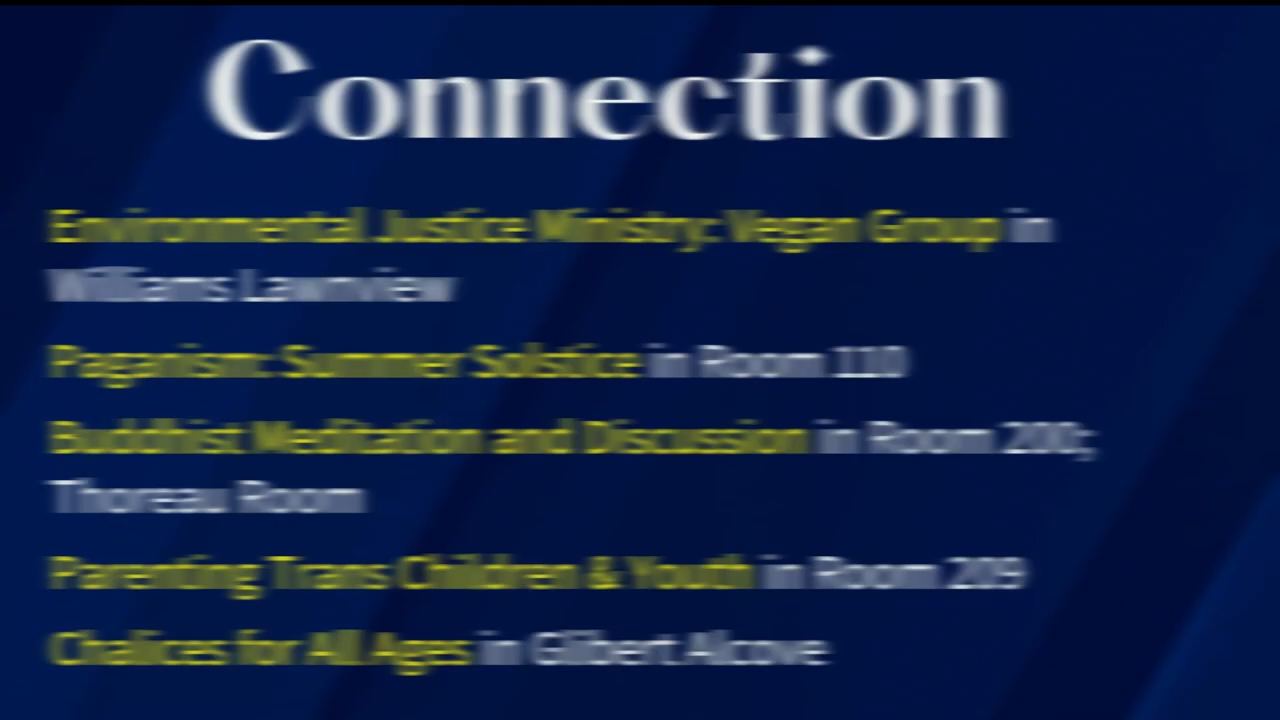 Connection
Environmental Justice Ministry: Vegan Group in
Williams Lawnview
Paganism: Summer Solstice in Room 110
Buddhist Meditation and Discussion in Room 200;
Thoreau Room
Parenting Trans Children & Youth in Room 209
Chalices for All Ages in Gilbert Alcove